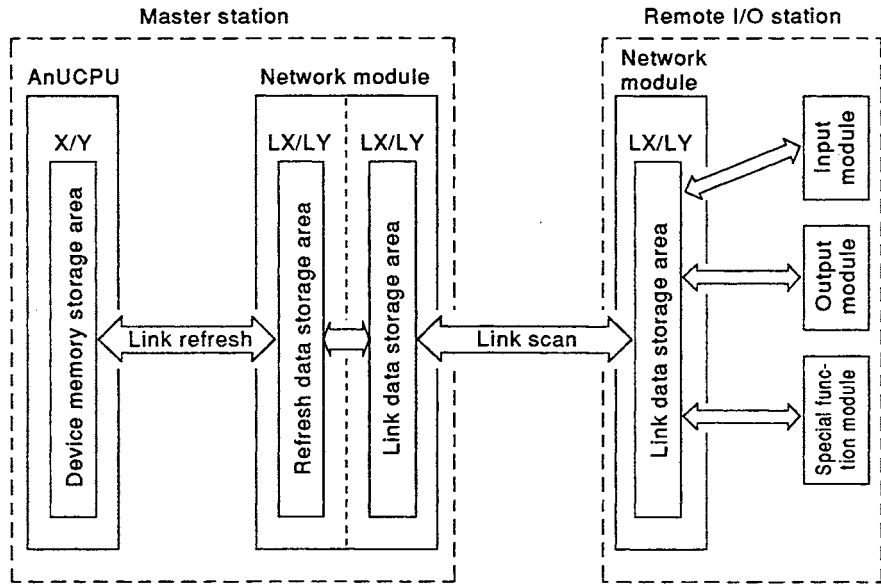 Master station
Remote I/O station
AnUCPU
Network module
Network
module
X/Y
LX/LY
LX/LY
LX/LY
Device memory storage area
Refresh data storage area
Link data storage area
Link data storage area
Link refresh
Link scan
Input
module
Output
module
Special func-
tion module